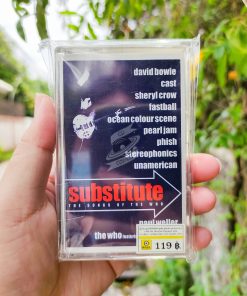 david bowie
cast
sheryl crow
fastball
ocean colour scene
pearl jam
phish
stereophonics
unamerican
substitute
THE SONGS OF THE WHO
paul weller
the who
119 ฿